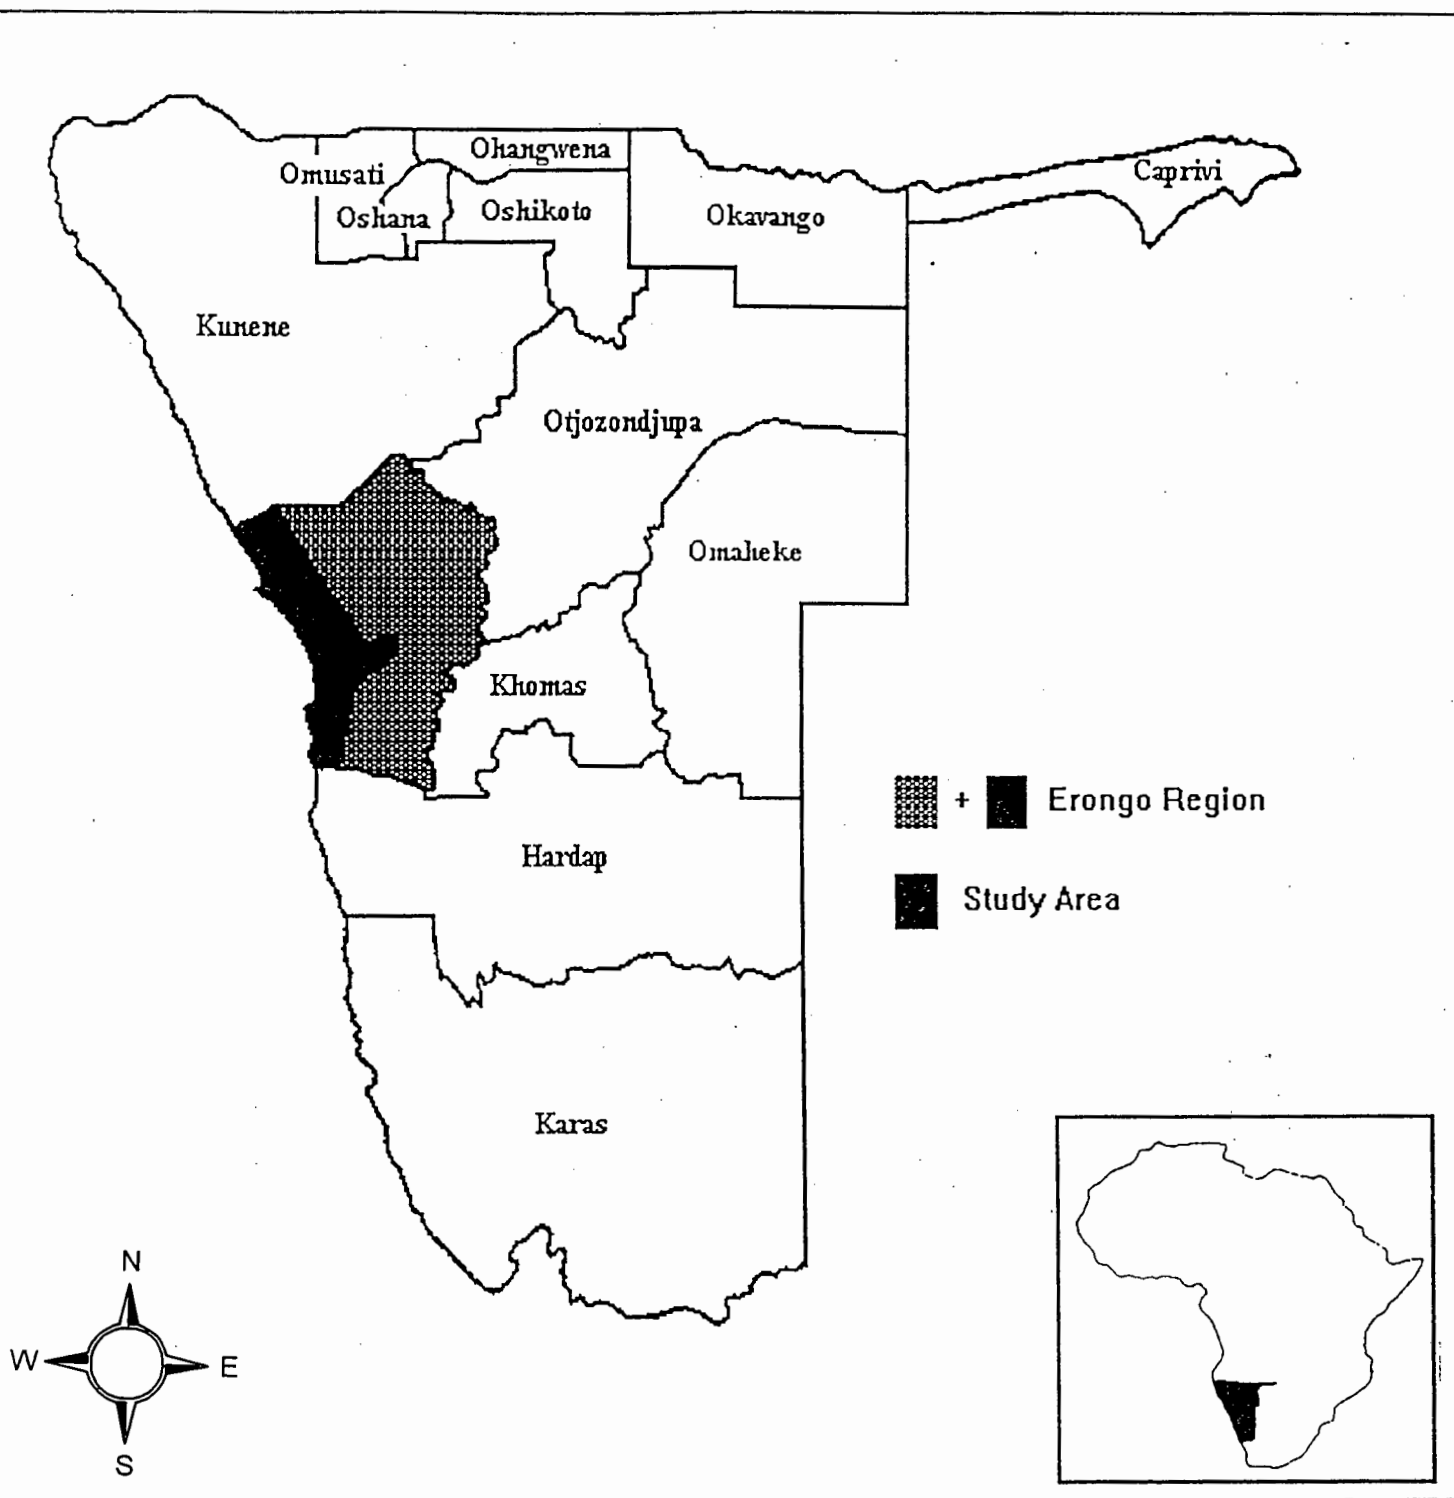 Ohangwena
Omusati
Caprivi
Oshana
Oshikoto
Okavango
Kunene
Otjozondjupa
Omaheke
Khomas
+ Erongo Region
Hardap
Study Area
Karas
N
W
E
S